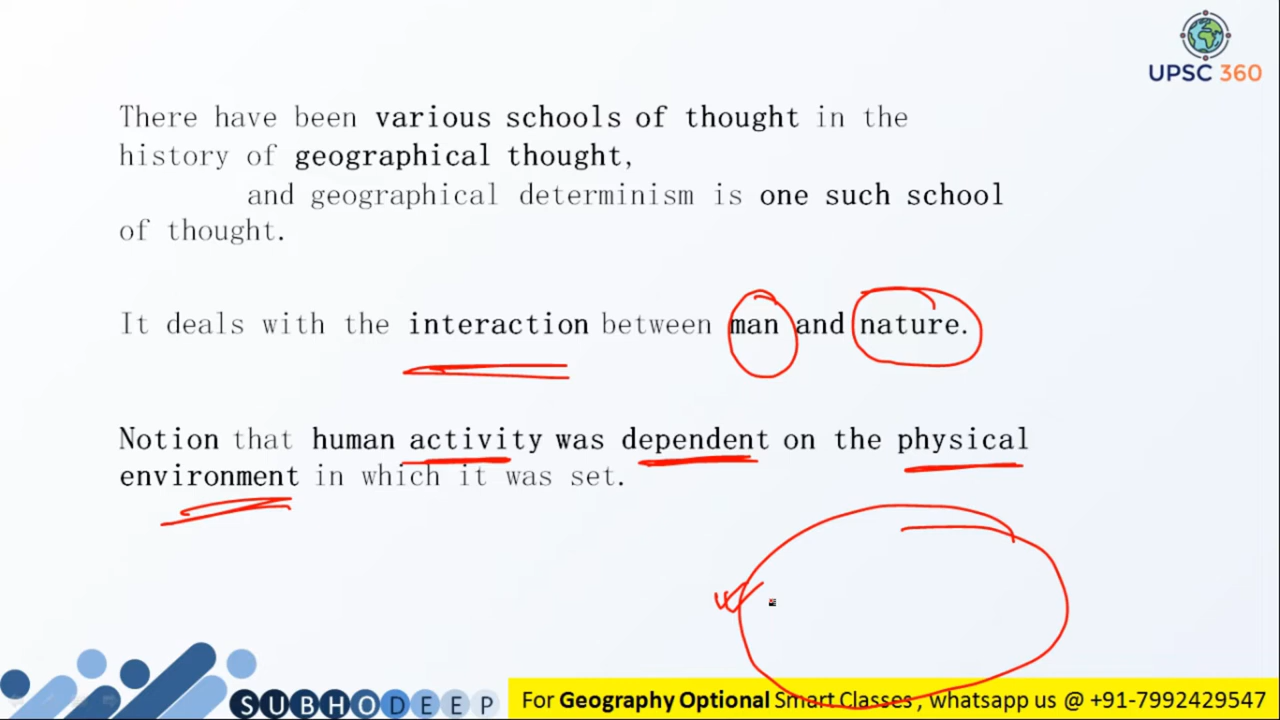 UPSC 360
There have been various schools of thought in the
history of geographical thought,
and geographical determinism is one such school
of thought.
It deals with the interaction between man and nature.
Notion that human activity was dependent on the physical
environment in which it was set.
SUBHODEEP
For Geography Optional Smart Classes, whatsapp us @ +91-7992429547